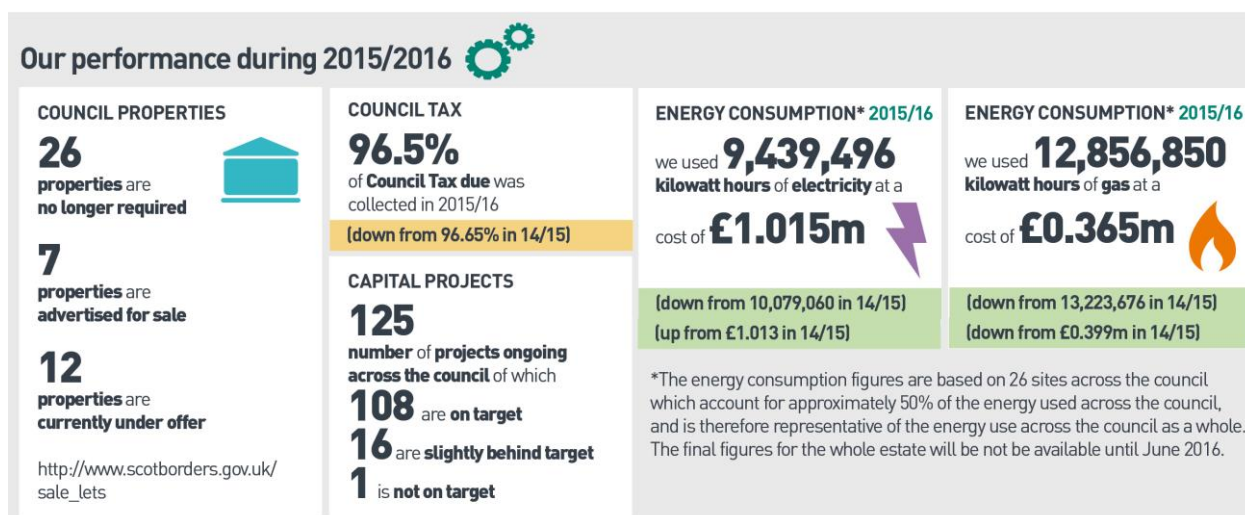 Our performance during 2015/2016
COUNCIL PROPERTIES
26
properties are
no longer required
7
properties are
advertised for sale
12
properties are
currently under offer
http://www.scotborders.gov.uk/
sale_lets
COUNCIL TAX
96.5%
of Council Tax due was
collected in 2015/16
(down from 96.65% in 14/15)
CAPITAL PROJECTS
125
number of projects ongoing
across the council of which
108 are on target
16 are slightly behind target
1 is not on target
ENERGY CONSUMPTION* 2015/16
we used 9,439,496
kilowatt hours of electricity at a
cost of £1.015m
(down from 10,079,060 in 14/15)
(up from £1.013 in 14/15)
ENERGY CONSUMPTION* 2015/16
we used 12,856,850
kilowatt hours of gas at a
cost of £0.365m
(down from 13,223,676 in 14/15)
(down from £0.399m in 14/15)
*The energy consumption figures are based on 26 sites across the council
which account for approximately 50% of the energy used across the council,
and is therefore representative of the energy use across the council as a whole.
The final figures for the whole estate will be not be available until June 2016.